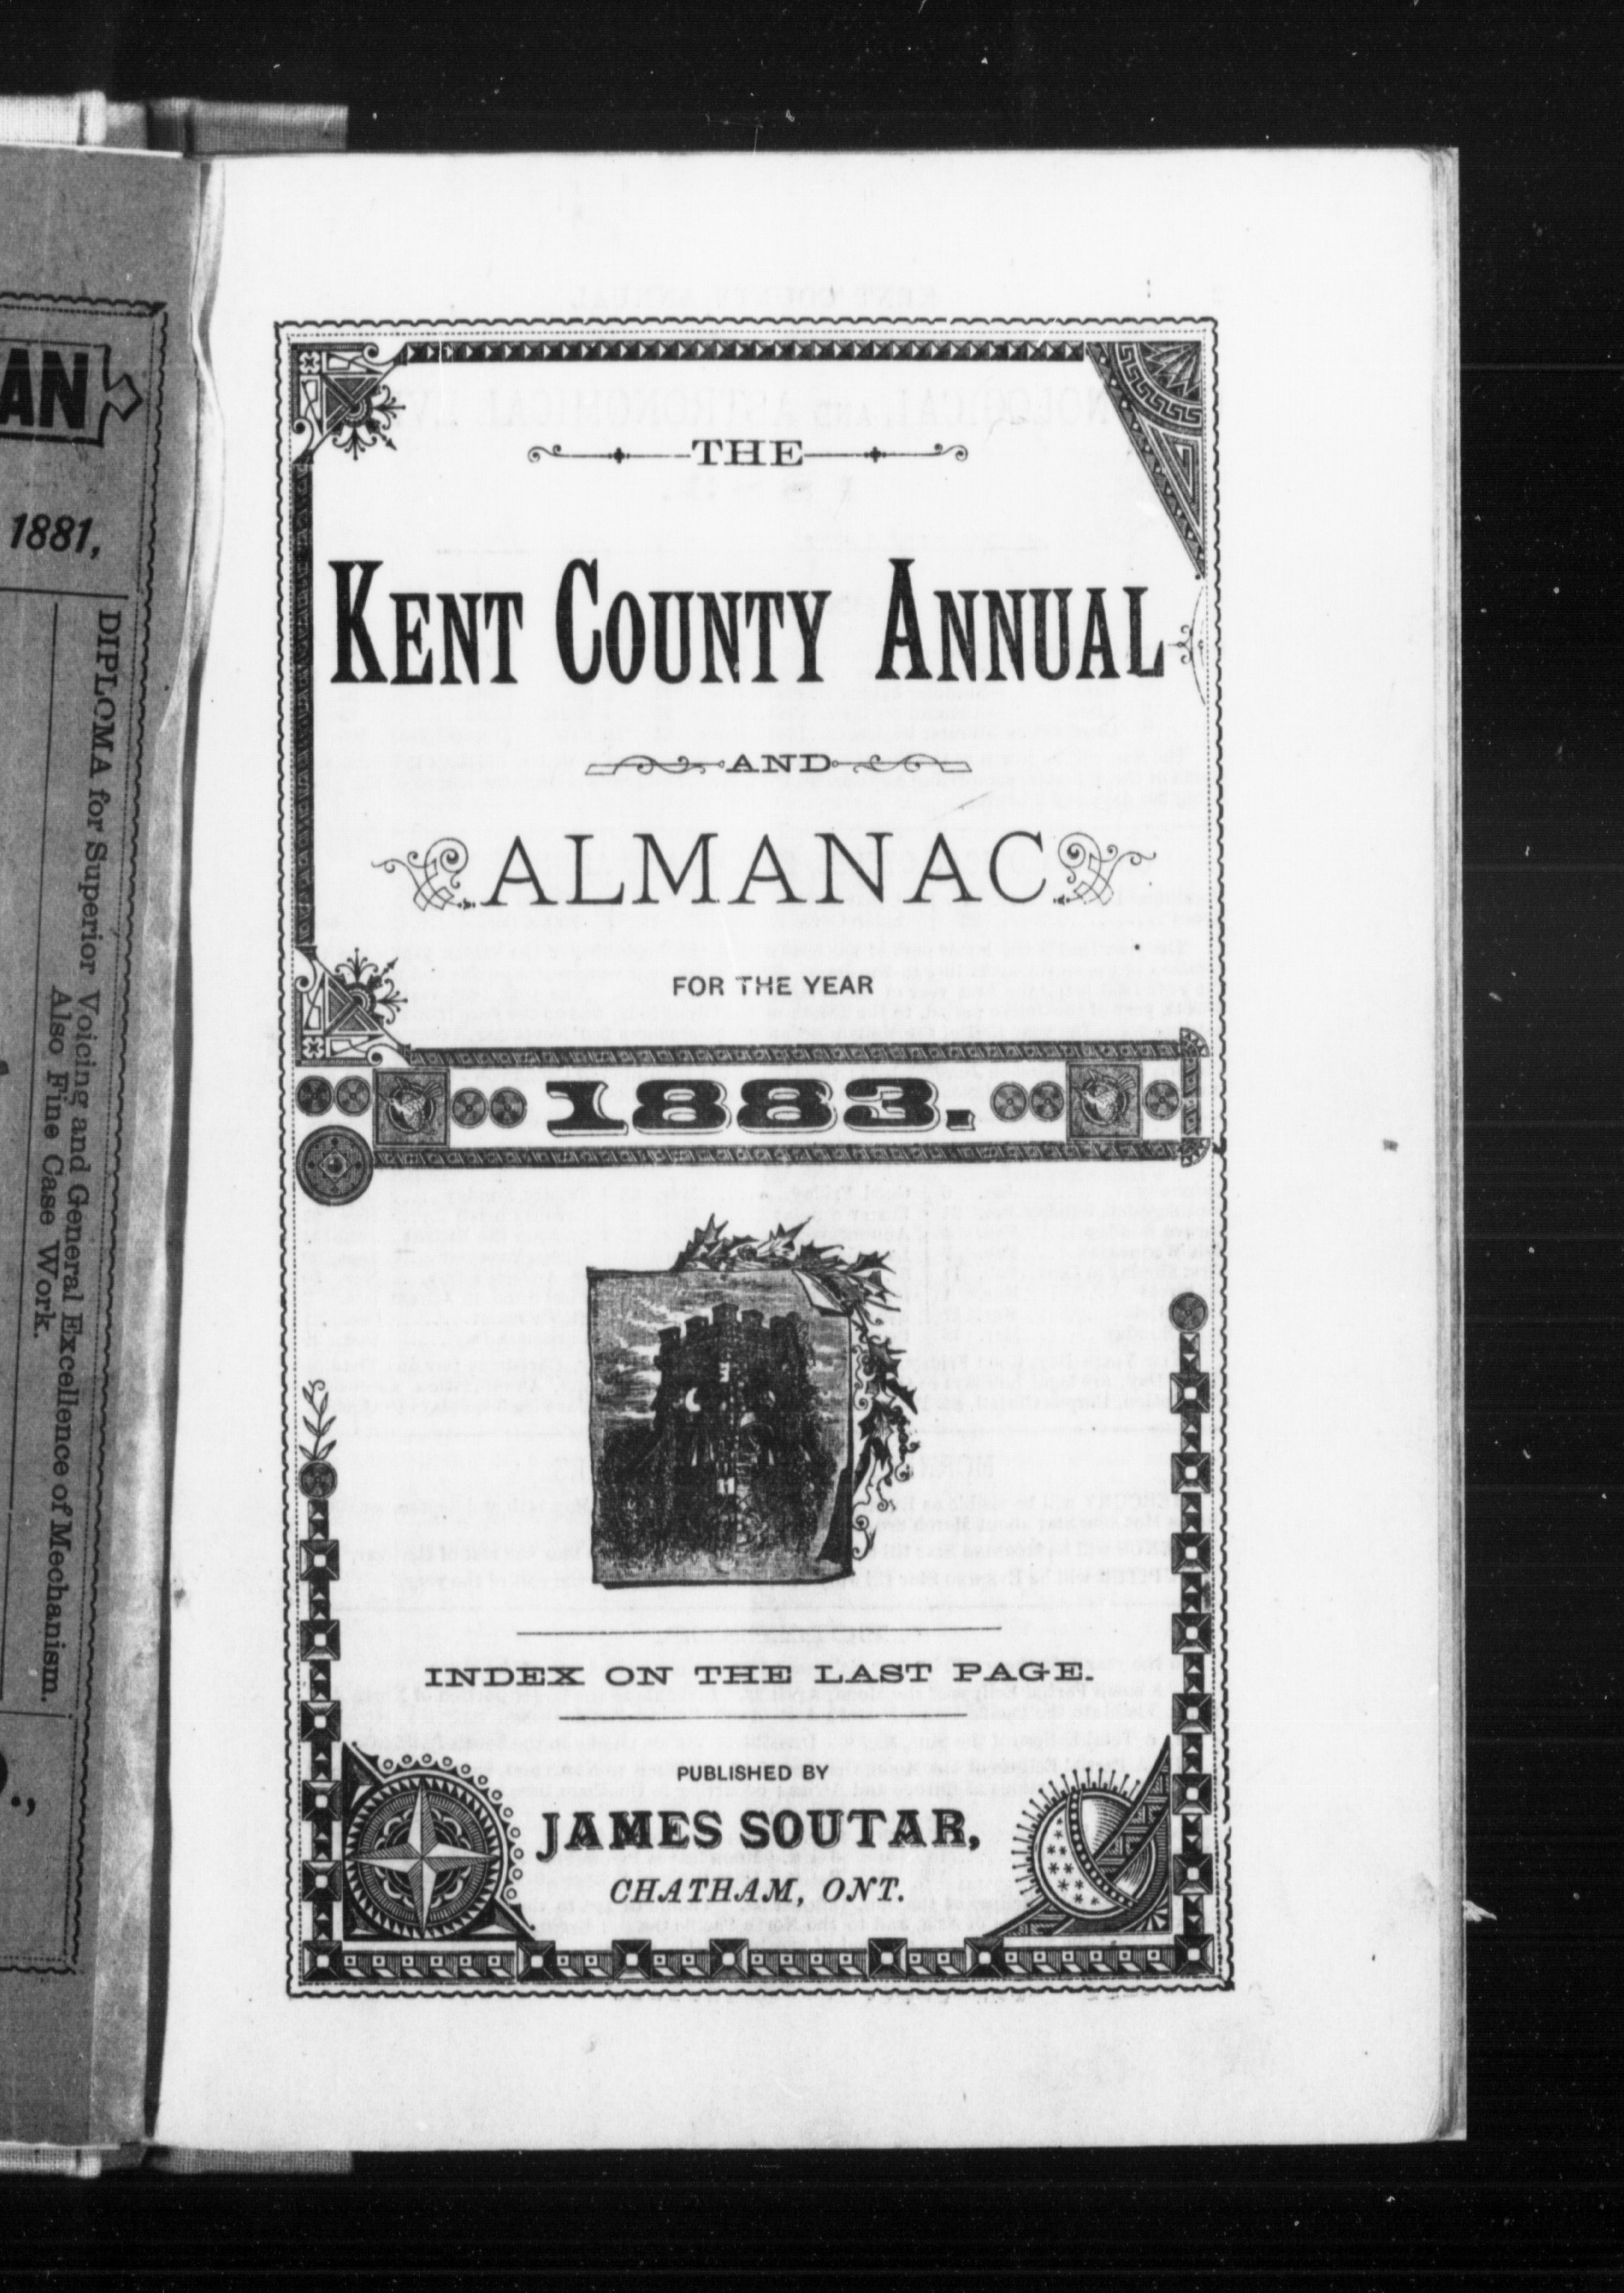 AN
1881,
DIPLOMA for Superior Voicing and General Excellence of Mechanism.
Also Fine Case Work.
THE
KENT COUNTY ANNUAL
AND
ALMANAC
FOR THE YEAR
1883.
INDEX ON THE LAST PAGE.
PUBLISHED BY
JAMES SOUTAR,
CHATHAM, ONT.